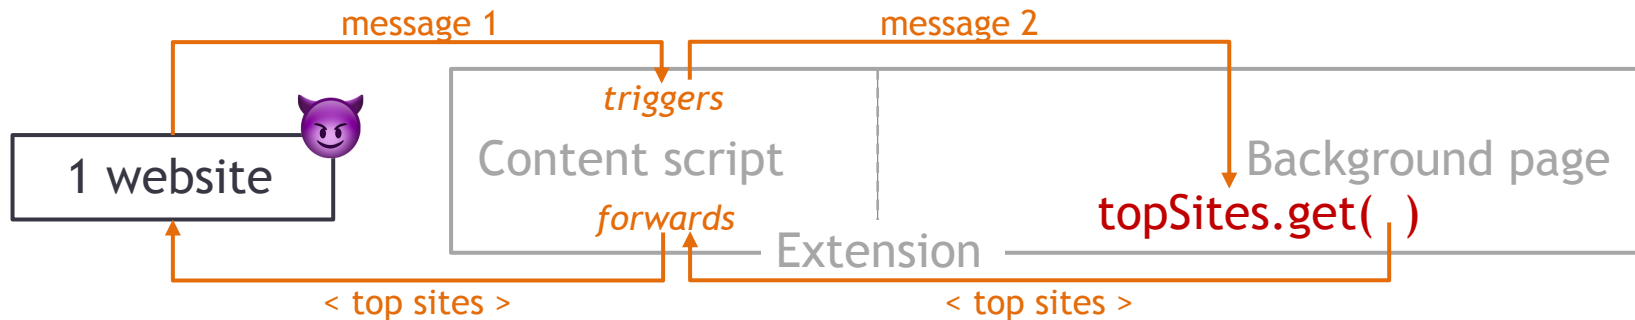 message 1
message 2
triggers
Content script
Background page
1 website
forwards
topSites.get( )
Extension
< top sites >
< top sites >